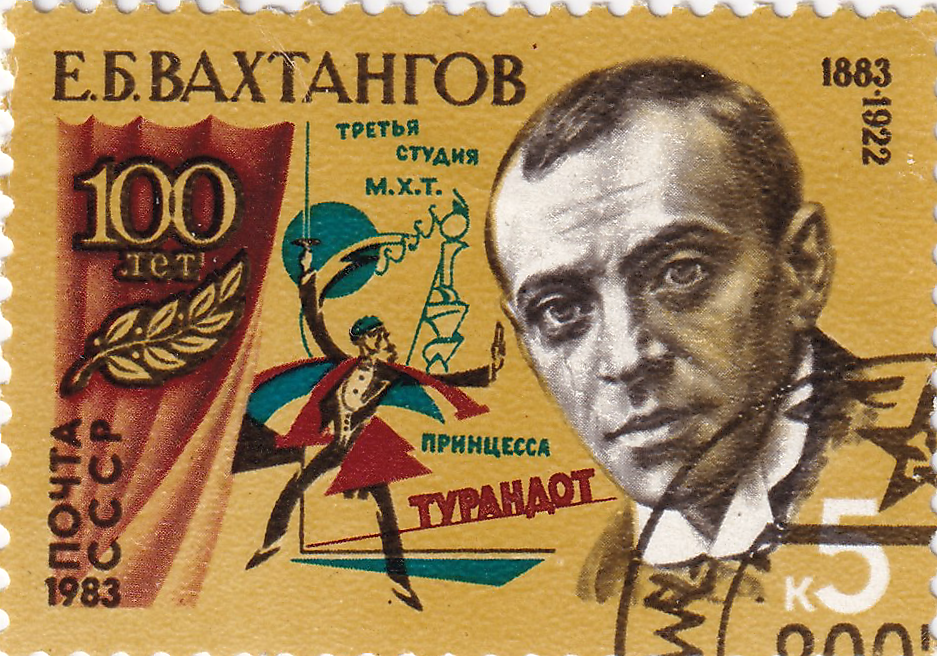 Е.Б.ВАХТАНГОВ
1883·1922
100
лет
ТРЕТЬЯ
СТУДИЯ
М.Х.Т.
ПРИНЦЕССА
ТУРАНДОТ
ПОЧТА
СССР
1983
к5